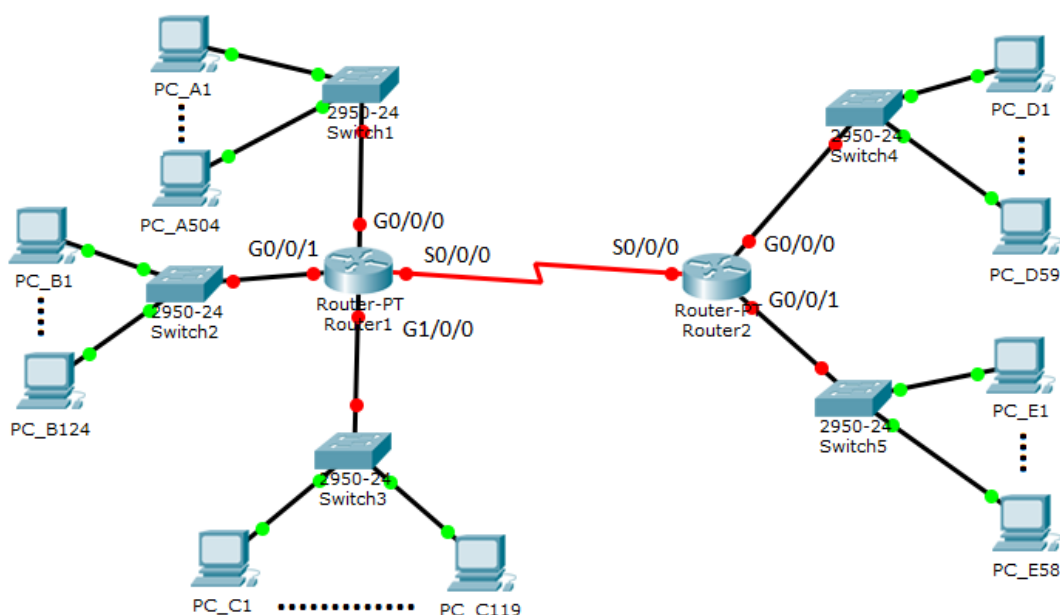 PC_A1
2950-24
Switch1
PC_A504
G0/0/0
G0/0/1
S0/0/0
PC_B1
2950-24
Switch2
Router-PT
Router1
G1/0/0
PC_B124
2950-24
Switch3
PC_C1
PC_C119
PC_D1
2950-24
Switch4
PC_D59
S0/0/0
G0/0/0
Router-PT
Router2
G0/0/1
PC_E1
2950-24
Switch5
PC_E58